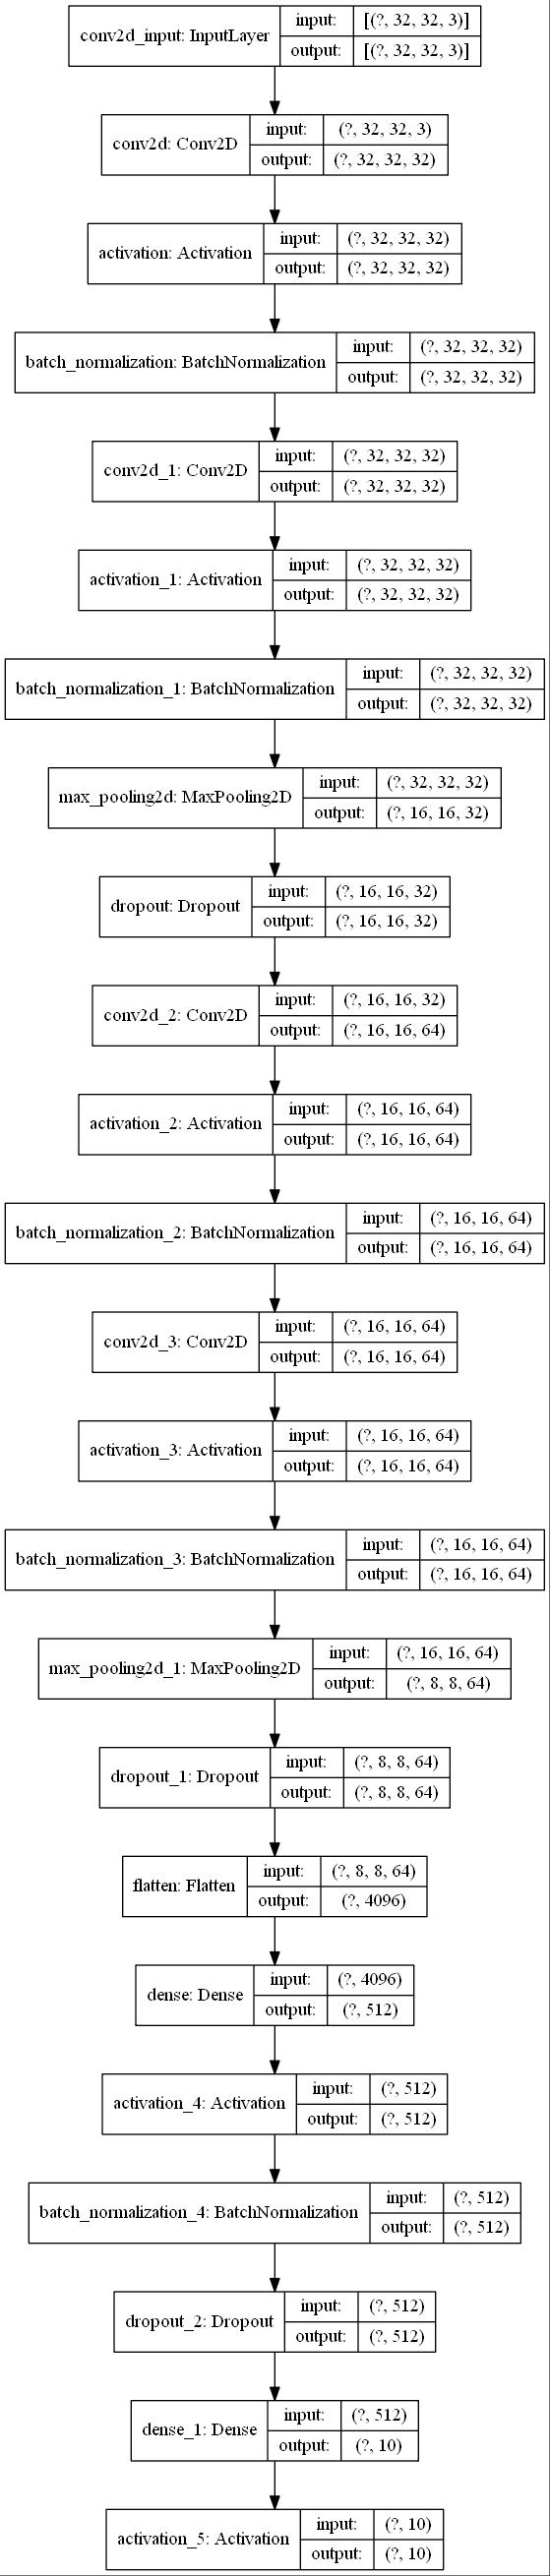 conv2d_input: InputLayer
input: [(?, 32, 32, 3)]
output: [(?, 32, 32, 3)]
conv2d: Conv2D
input: (?, 32, 32, 3)
output: (?, 32, 32, 32)
activation: Activation
input: (?, 32, 32, 32)
output: (?, 32, 32, 32)
batch_normalization: BatchNormalization
input: (?, 32, 32, 32)
output: (?, 32, 32, 32)
conv2d_1: Conv2D
input: (?, 32, 32, 32)
output: (?, 32, 32, 32)
activation_1: Activation
input: (?, 32, 32, 32)
output: (?, 32, 32, 32)
batch_normalization_1: BatchNormalization
input: (?, 32, 32, 32)
output: (?, 32, 32, 32)
max_pooling2d: MaxPooling2D
input: (?, 32, 32, 32)
output: (?, 16, 16, 32)
dropout: Dropout
input: (?, 16, 16, 32)
output: (?, 16, 16, 32)
conv2d_2: Conv2D
input: (?, 16, 16, 32)
output: (?, 16, 16, 64)
activation_2: Activation
input: (?, 16, 16, 64)
output: (?, 16, 16, 64)
batch_normalization_2: BatchNormalization
input: (?, 16, 16, 64)
output: (?, 16, 16, 64)
conv2d_3: Conv2D
input: (?, 16, 16, 64)
output: (?, 16, 16, 64)
activation_3: Activation
input: (?, 16, 16, 64)
output: (?, 16, 16, 64)
batch_normalization_3: BatchNormalization
input: (?, 16, 16, 64)
output: (?, 16, 16, 64)
max_pooling2d_1: MaxPooling2D
input: (?, 16, 16, 64)
output: (?, 8, 8, 64)
dropout_1: Dropout
input: (?, 8, 8, 64)
output: (?, 8, 8, 64)
flatten: Flatten
input: (?, 8, 8, 64)
output: (?, 4096)
dense: Dense
input: (?, 4096)
output: (?, 512)
activation_4: Activation
input: (?, 512)
output: (?, 512)
batch_normalization_4: BatchNormalization
input: (?, 512)
output: (?, 512)
dropout_2: Dropout
input: (?, 512)
output: (?, 512)
dense_1: Dense
input: (?, 512)
output: (?, 10)
activation_5: Activation
input: (?, 10)
output: (?, 10)